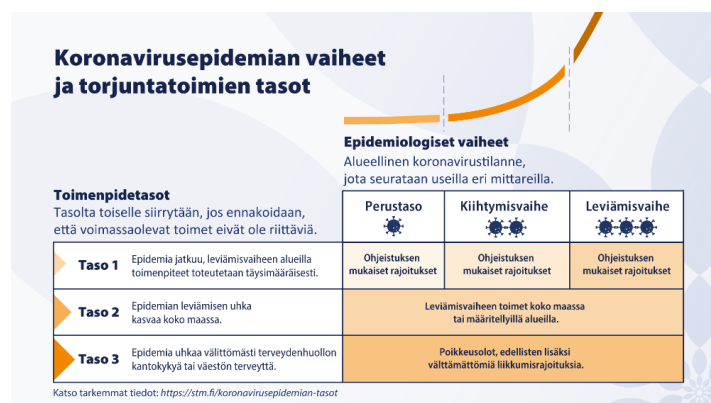 Koronavirusepidemian vaiheet
ja torjuntatoimien tasot
Epidemiologiset vaiheet
Alueellinen koronavirustilanne,
jota seurataan useilla eri mittareilla.
Toimenpidetasot
Tasolta toiselle siirrytään, jos ennakoidaan,
että voimassaolevat toimet eivät ole riittäviä.
Perustaso
Kiihtymisvaihe
Leviämisvaihe
Taso 1
Epidemia jatkuu, leviämisvaiheen alueilla
toimenpiteet toteutetaan täysimääräisesti.
Ohjeistuksen
mukaiset rajoitukset
Ohjeistuksen
mukaiset rajoitukset
Ohjeistuksen
mukaiset rajoitukset
Taso 2
Epidemian leviämisen uhka
kasvaa koko maassa.
Leviämisvaiheen toimet koko maassa
tai määritellyillä alueilla.
Taso 3
Epidemia uhkaa välittömästi terveydenhuollon
kantokykyä tai väestön terveyttä.
Poikkeusolot, edellisten lisäksi
välttämättömiä liikkumisrajoituksia.
Katso tarkemmat tiedot: https://stm.fi/koronavirusepidemian-tasot